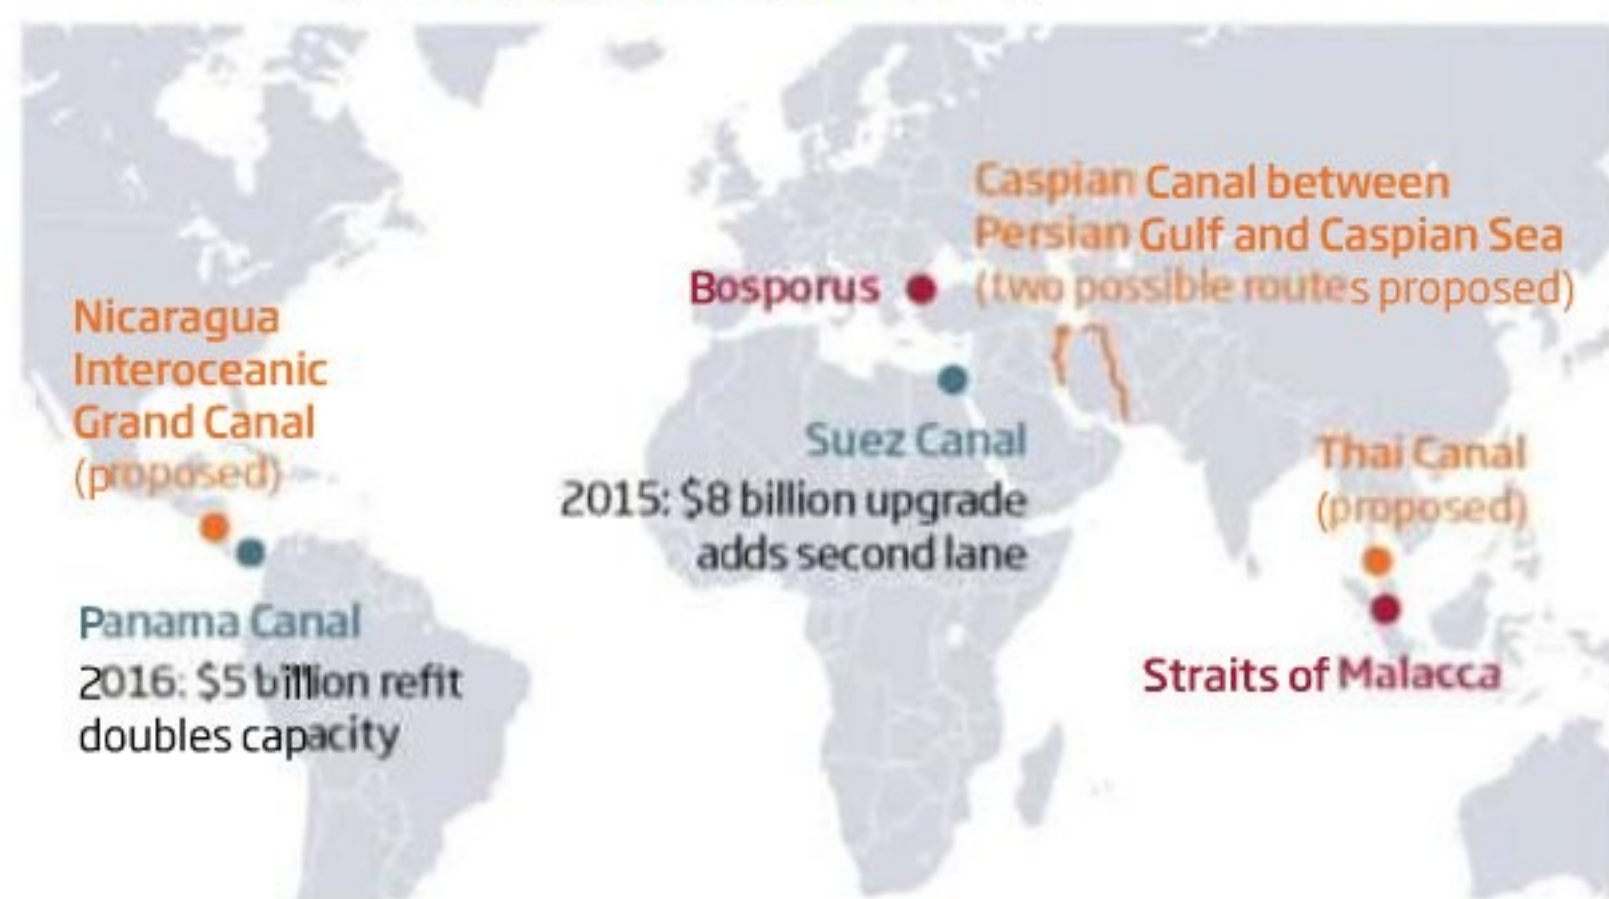 Nicaragua
Interoceanic
Grand Canal
(proposed)
Panama Canal
2016: $5 billion refit
doubles capacity
Bosporus
Suez Canal
2015: $8 billion upgrade
adds second lane
Caspian Canal between
Persian Gulf and Caspian Sea
(two possible routes proposed)
Thai Canal
(proposed)
Straits of Malacca